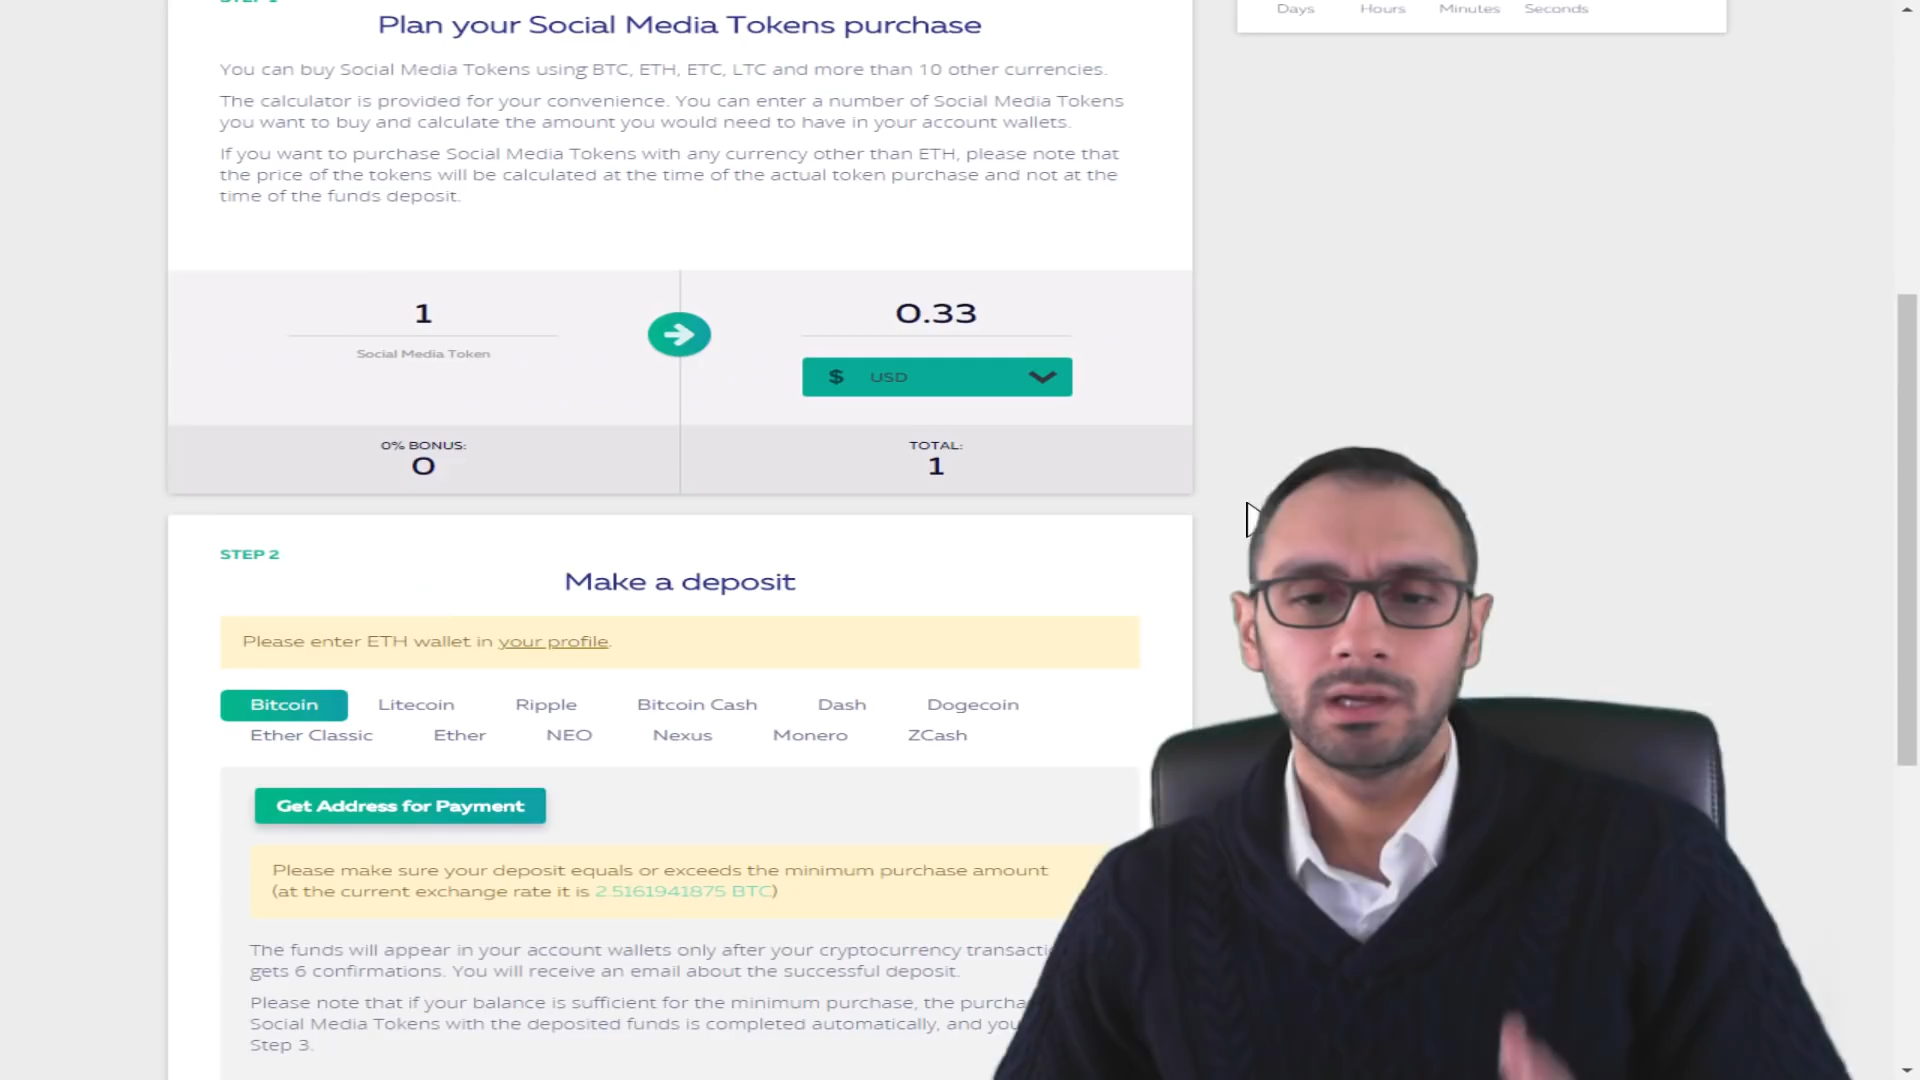 STEP 1
Days Hours Minutes Seconds
Plan your Social Media Tokens purchase
You can buy Social Media Tokens using BTC, ETH, ETC, LTC and more than 10 other currencies.
The calculator is provided for your convenience. You can enter a number of Social Media Tokens
you want to buy and calculate the amount you would need to have in your account wallets.
If you want to purchase Social Media Tokens with any currency other than ETH, please note that
the price of the tokens will be calculated at the time of the actual token purchase and not at the
time of the funds deposit.
1
Social Media Token
0.33
$ USD
0% BONUS:
0
TOTAL:
1
STEP 2
Make a deposit
Please enter ETH wallet in your profile.
Bitcoin Litecoin Ripple Bitcoin Cash Dash Dogecoin
Ether Classic Ether NEO Nexus Monero ZCash
Get Address for Payment
Please make sure your deposit equals or exceeds the minimum purchase amount
(at the current exchange rate it is 2.5161941875 BTC)
The funds will appear in your account wallets only after your cryptocurrency transacti
gets 6 confirmations. You will receive an email about the successful deposit.
Please note that if your balance is sufficient for the minimum purchase, the purcha
Social Media Tokens with the deposited funds is completed automatically, and you
Step 3.